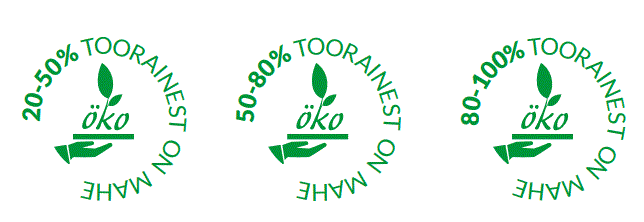 20-50% TOORAINEST ON MAHE
öko
50-80% TOORAINEST ON MAHE
öko
80-100% TOORAINEST ON MAHE
öko